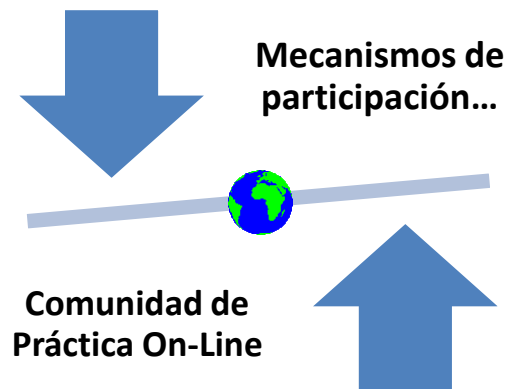 Mecanismos de
participación...
Comunidad de
Práctica On-Line